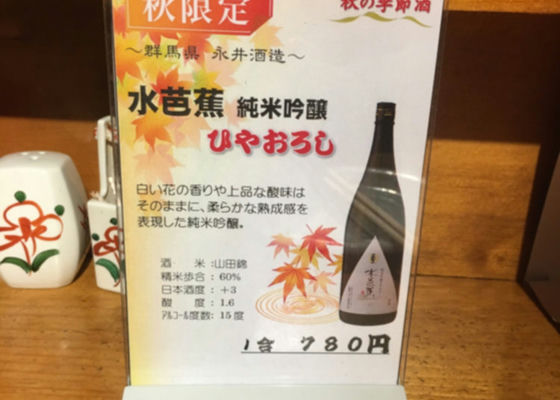 秋限定
秋の季節酒
～群馬県 永井酒造～
水芭蕉 純米吟醸
ひやおろし
白い花の香りや上品な酸味は
そのままに、柔らかな熟成感を
表現した純米吟醸。
酒 米:山田錦
精米歩合:60%
日本酒度:+3
酸 度:1.6
アルコール度数:15度
水芭蕉
1合 780円